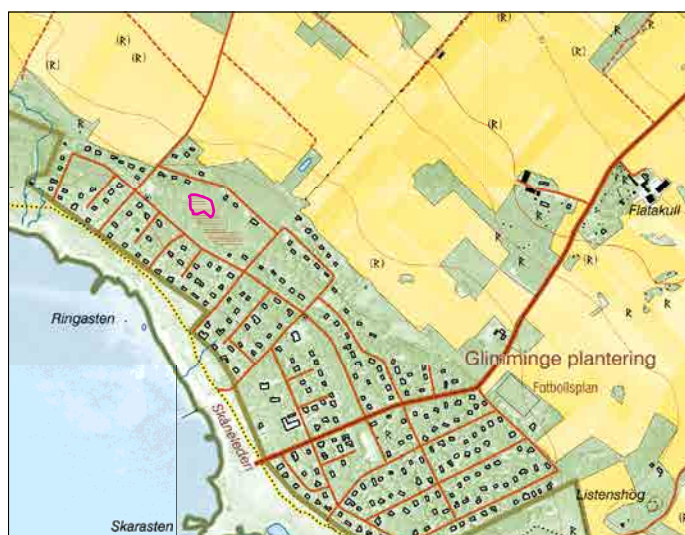 (R)
(R)
(R)
(R)
R
R
R
(R)
R
(R)
R
R
R
Flatakull
(R)
(R)
R
Ringasten
R
Glimminge plantering
Fotbollsplan
Skåneleden
R
R
Listenshög
Skarasten
(R)